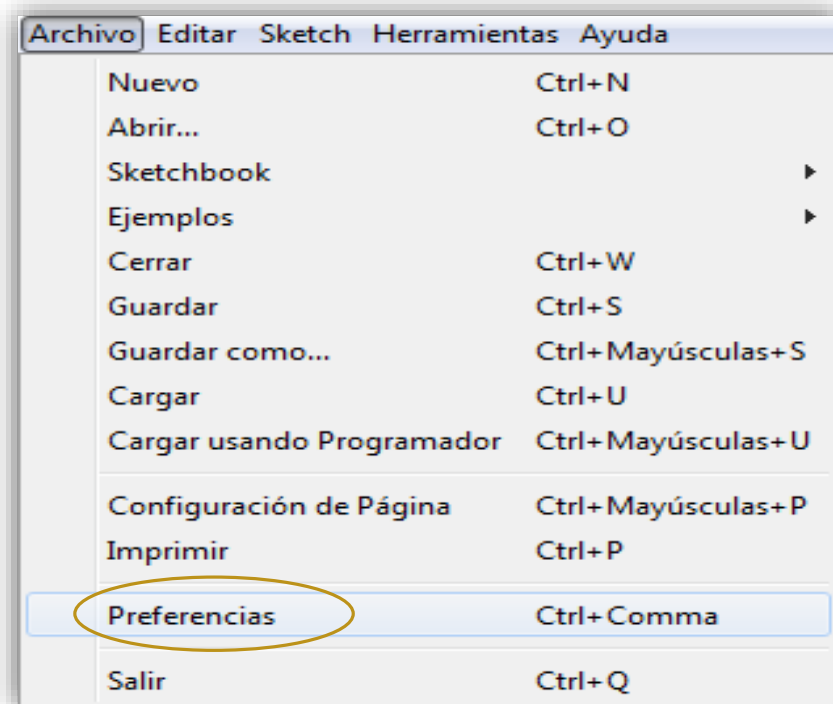 Archivo Editar Sketch Herramientas Ayuda
Nuevo Ctrl+N
Abrir... Ctrl+O
Sketchbook
Ejemplos
Cerrar Ctrl+W
Guardar Ctrl+S
Guardar como... Ctrl+Mayúsculas+S
Cargar Ctrl+U
Cargar usando Programador Ctrl+Mayúsculas+U
Configuración de Página Ctrl+Mayúsculas+P
Imprimir Ctrl+P
Preferencias Ctrl+Comma
Salir Ctrl+Q